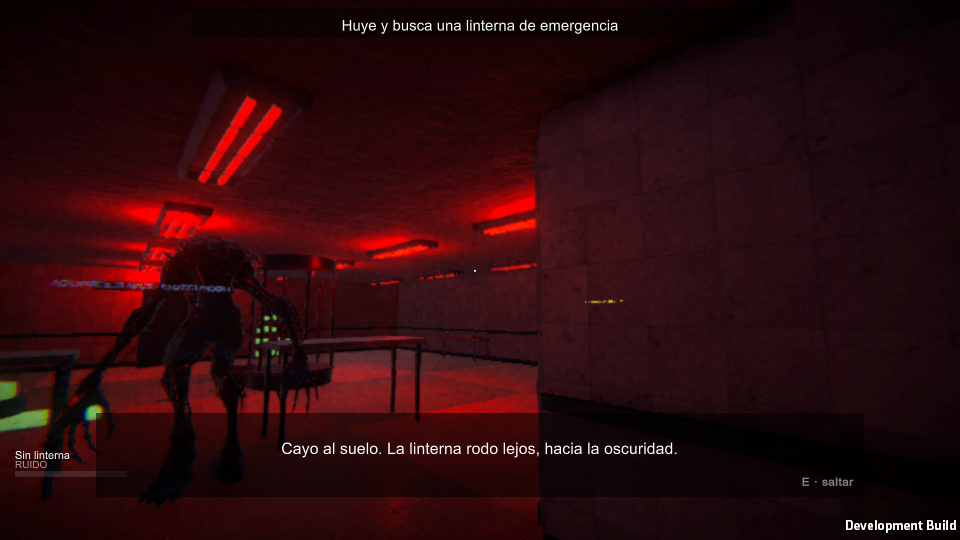 Huye y busca una linterna de emergencia
Cayo al suelo. La linterna rodo lejos, hacia la oscuridad.
Sin linterna
RUIDO
E · saltar
Development Build